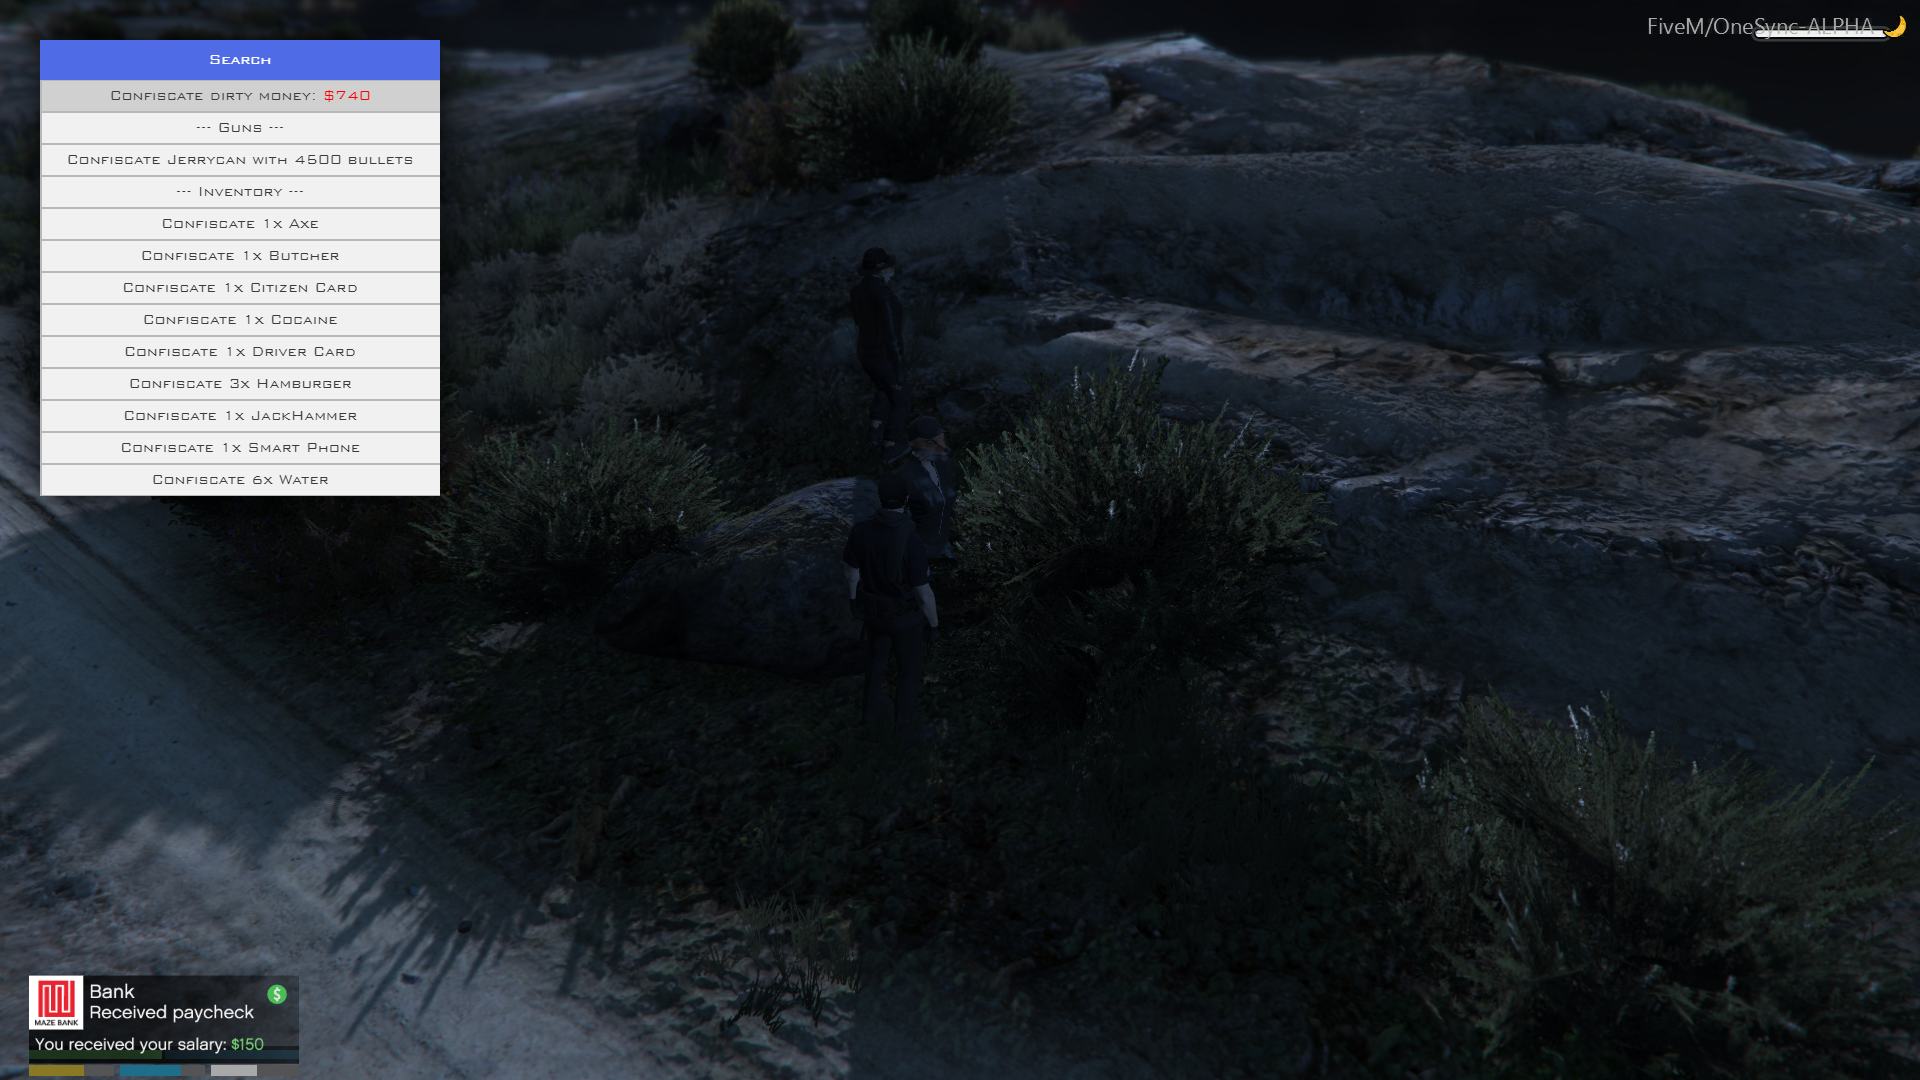 FiveM/OneSync-ALPHA
Search
Confiscate dirty money: $740
--- Guns ---
Confiscate Jerrycan with 4500 bullets
--- Inventory ---
Confiscate 1x Axe
Confiscate 1x Butcher
Confiscate 1x Citizen Card
Confiscate 1x Cocaine
Confiscate 1x Driver Card
Confiscate 3x Hamburger
Confiscate 1x JackHammer
Confiscate 1x Smart Phone
Confiscate 6x Water
MAZE BANK
Bank
$
Received paycheck
You received your salary: $150